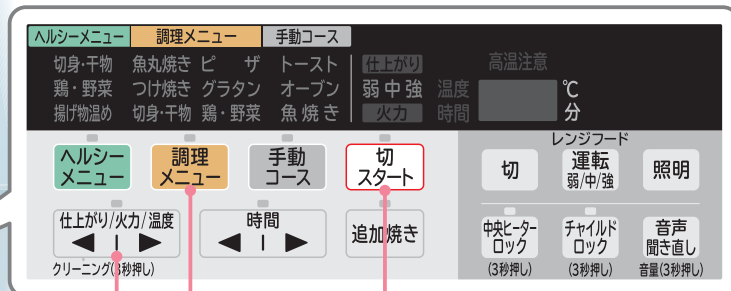 ヘルシーメニュー 調理メニュー 手動コース
切身・干物 魚丸焼き ピザ トースト 仕上がり 高温注意
鶏・野菜 つけ焼き グラタン オーブン 弱 中 強 温度 ℃
揚げ物温め 切身・干物 鶏・野菜 魚焼き 火力 時間 分
レンジフード
ヘルシー
メニュー
調理
メニュー
手動
コース
切
スタート
切
運転
弱/中/強
照明
仕上がり/火力/温度
◀ I ▶
クリーニング(3秒押し)
時間
◀ I ▶
追加焼き
中央ヒーター
ロック
(3秒押し)
チャイルド
ロック
(3秒押し)
音声
聞き直し
音量(3秒押し)